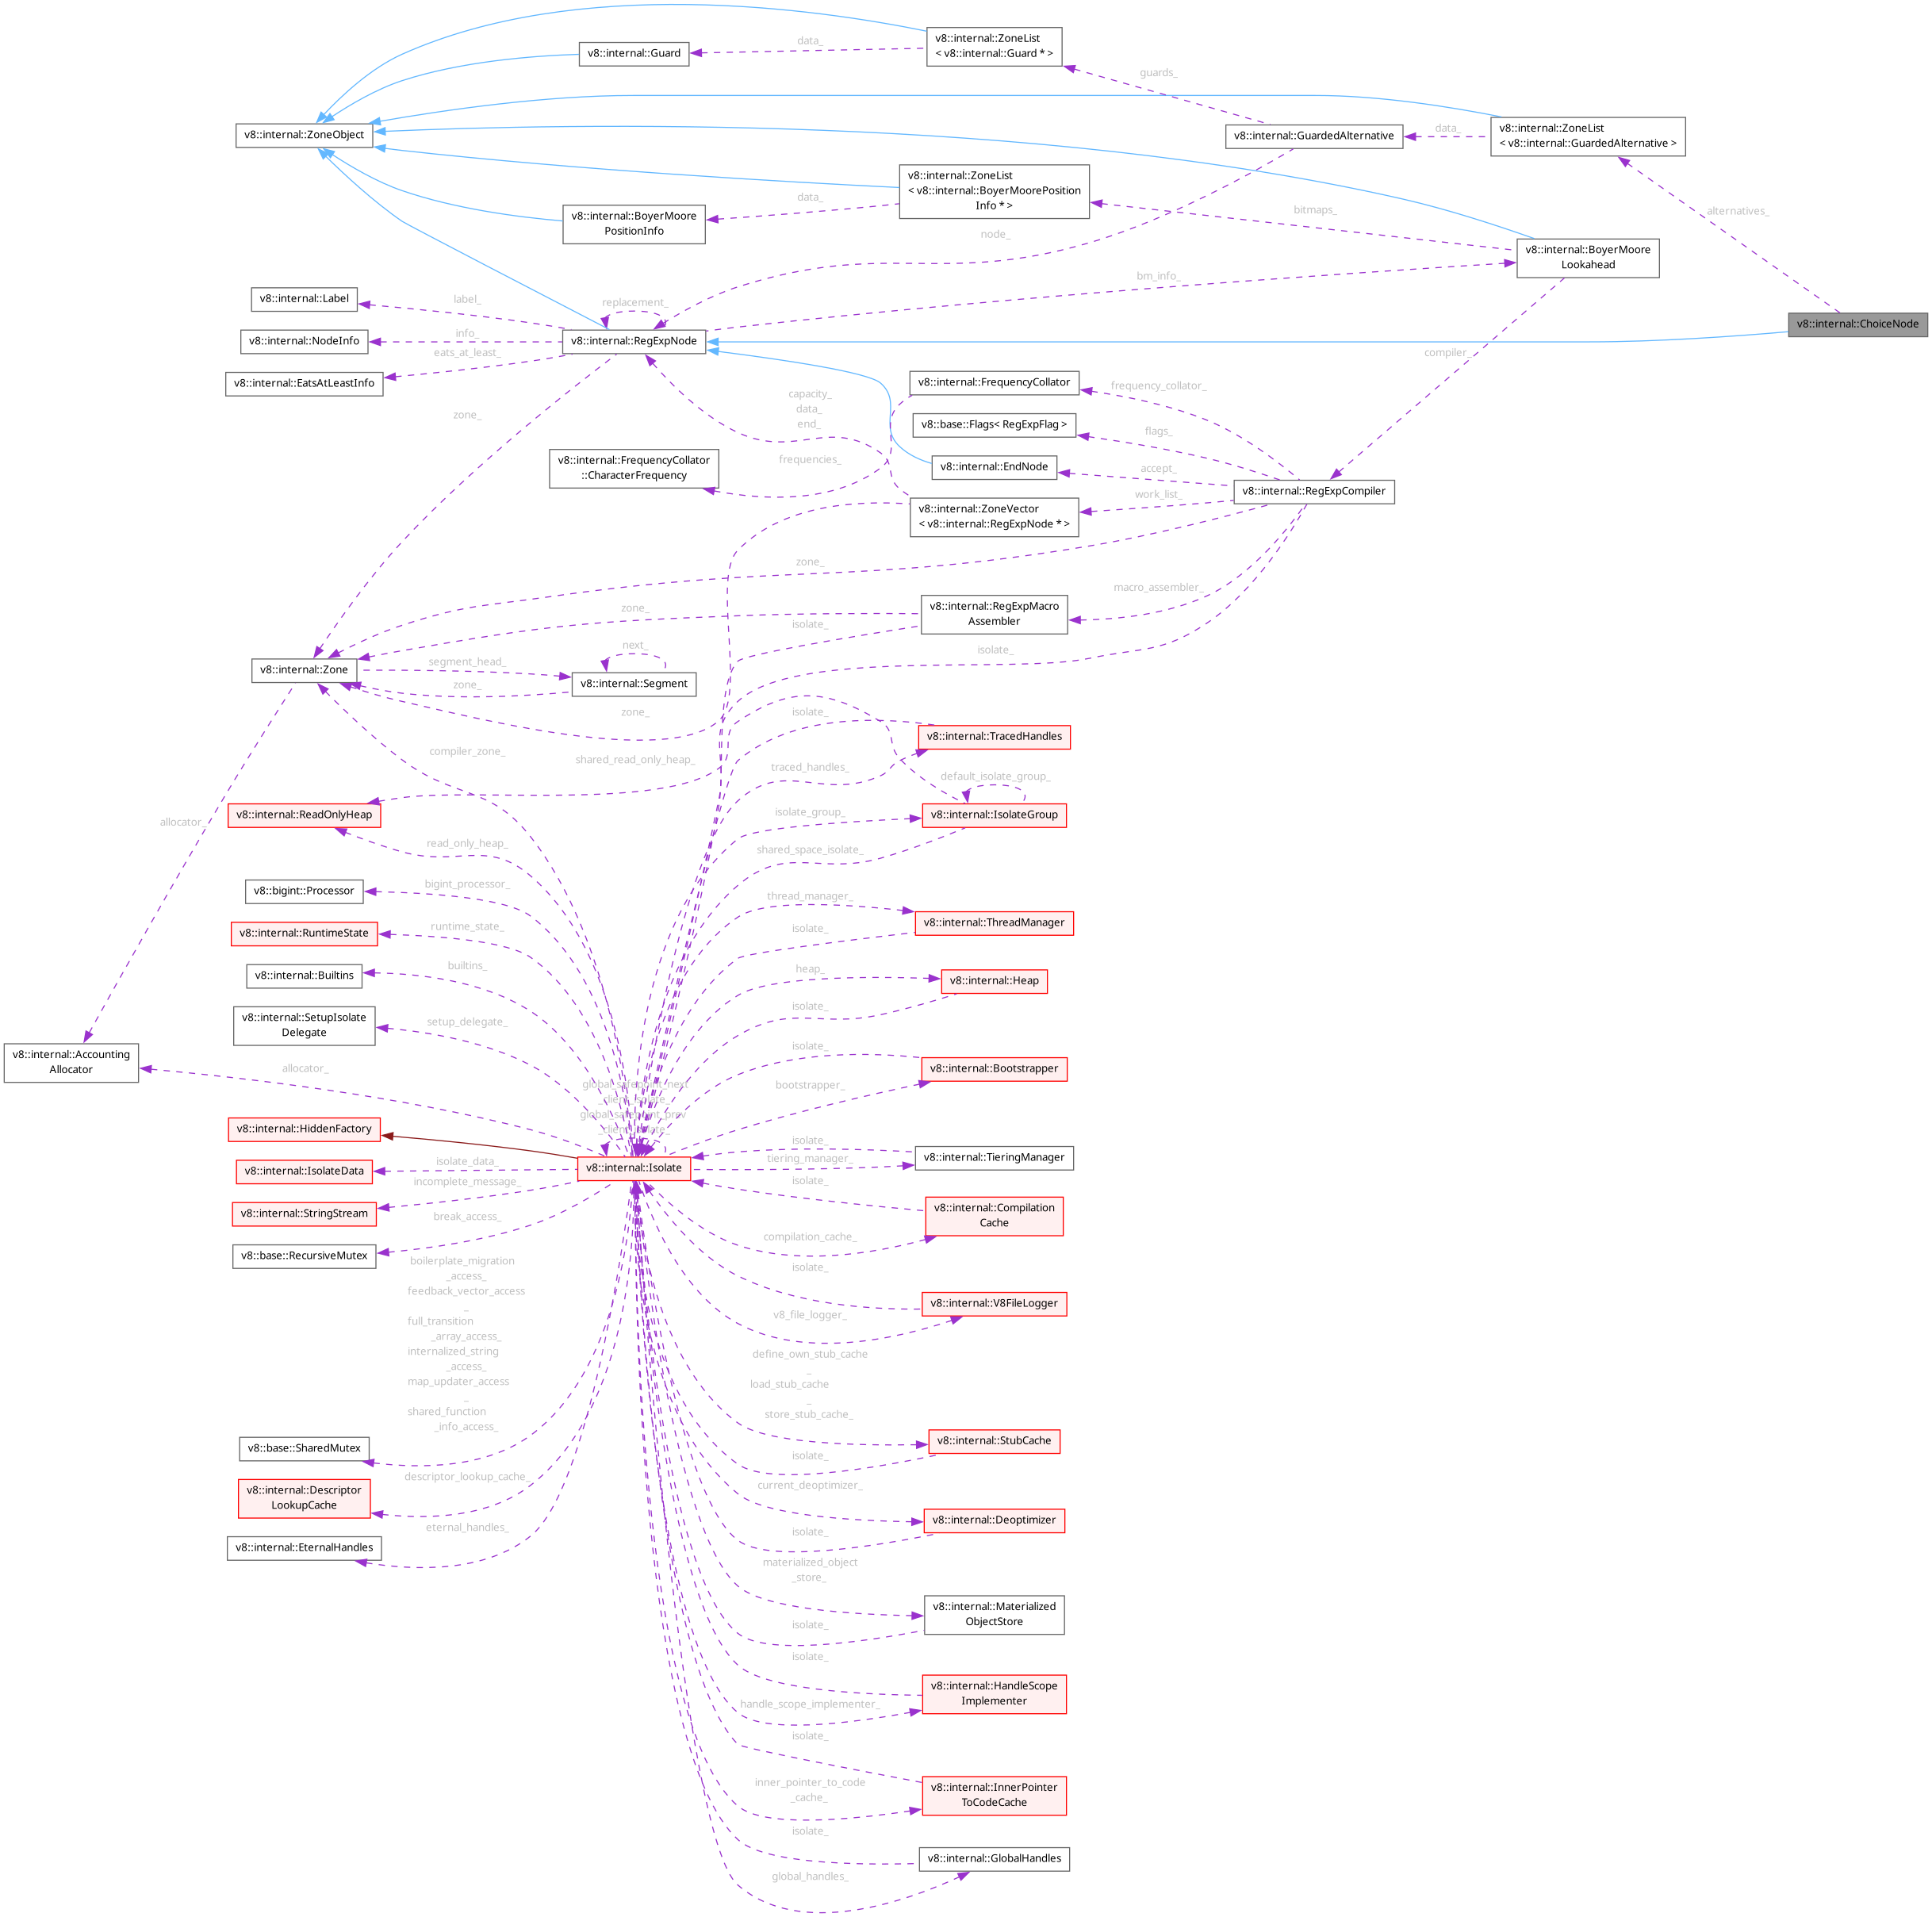 v8::internal::ZoneList
< v8::internal::Guard * >
data_
v8::internal::Guard
guards_
v8::internal::ZoneObject
v8::internal::GuardedAlternative
data_
v8::internal::ZoneList
< v8::internal::GuardedAlternative >
v8::internal::ZoneList
< v8::internal::BoyerMoorePosition
Info * >
data_
v8::internal::BoyerMoore
PositionInfo
bitmaps_
alternatives_
node_
v8::internal::BoyerMoore
Lookahead
bm_info_
v8::internal::Label
label_
replacement_
v8::internal::ChoiceNode
v8::internal::NodeInfo
info_
v8::internal::RegExpNode
eats_at_least_
v8::internal::EatsAtLeastInfo
compiler_
v8::internal::FrequencyCollator
frequency_collator_
capacity_
data_
end_
zone_
v8::base::Flags< RegExpFlag >
flags_
v8::internal::FrequencyCollator
::CharacterFrequency
frequencies_
v8::internal::EndNode
accept_
v8::internal::RegExpCompiler
work_list_
v8::internal::ZoneVector
< v8::internal::RegExpNode * >
zone_
macro_assembler_
v8::internal::RegExpMacro
Assembler
zone_
isolate_
isolate_
v8::internal::Zone
segment_head_
next_
v8::internal::Segment
zone_
zone_
isolate_
v8::internal::TracedHandles
compiler_zone_
shared_read_only_heap_
traced_handles_
default_isolate_group_
v8::internal::ReadOnlyHeap
allocator_
isolate_group_
v8::internal::IsolateGroup
read_only_heap_
shared_space_isolate_
v8::bigint::Processor
bigint_processor_
thread_manager_
v8::internal::ThreadManager
v8::internal::RuntimeState
runtime_state_
isolate_
v8::internal::Builtins
builtins_
heap_
v8::internal::Heap
v8::internal::SetupIsolate
Delegate
setup_delegate_
isolate_
v8::internal::Accounting
Allocator
allocator_
isolate_
v8::internal::Bootstrapper
global_safepoint_next
_client_isolate_
global_safepoint_prev
_client_isolate_
bootstrapper_
v8::internal::HiddenFactory
isolate_
v8::internal::TieringManager
tiering_manager_
v8::internal::IsolateData
isolate_data_
v8::internal::Isolate
incomplete_message_
isolate_
v8::internal::StringStream
break_access_
v8::internal::Compilation
Cache
compilation_cache_
v8::base::RecursiveMutex
boilerplate_migration
_access_
feedback_vector_access
_
full_transition
_array_access_
internalized_string
_access_
map_updater_access
_
shared_function
_info_access_
isolate_
v8::internal::V8FileLogger
v8_file_logger_
define_own_stub_cache
_
load_stub_cache
_
store_stub_cache_
v8::internal::StubCache
isolate_
v8::base::SharedMutex
descriptor_lookup_cache_
v8::internal::Descriptor
LookupCache
current_deoptimizer_
v8::internal::Deoptimizer
isolate_
eternal_handles_
v8::internal::EternalHandles
materialized_object
_store_
v8::internal::Materialized
ObjectStore
isolate_
isolate_
v8::internal::HandleScope
Implementer
handle_scope_implementer_
isolate_
v8::internal::InnerPointer
ToCodeCache
inner_pointer_to_code
_cache_
isolate_
v8::internal::GlobalHandles
global_handles_